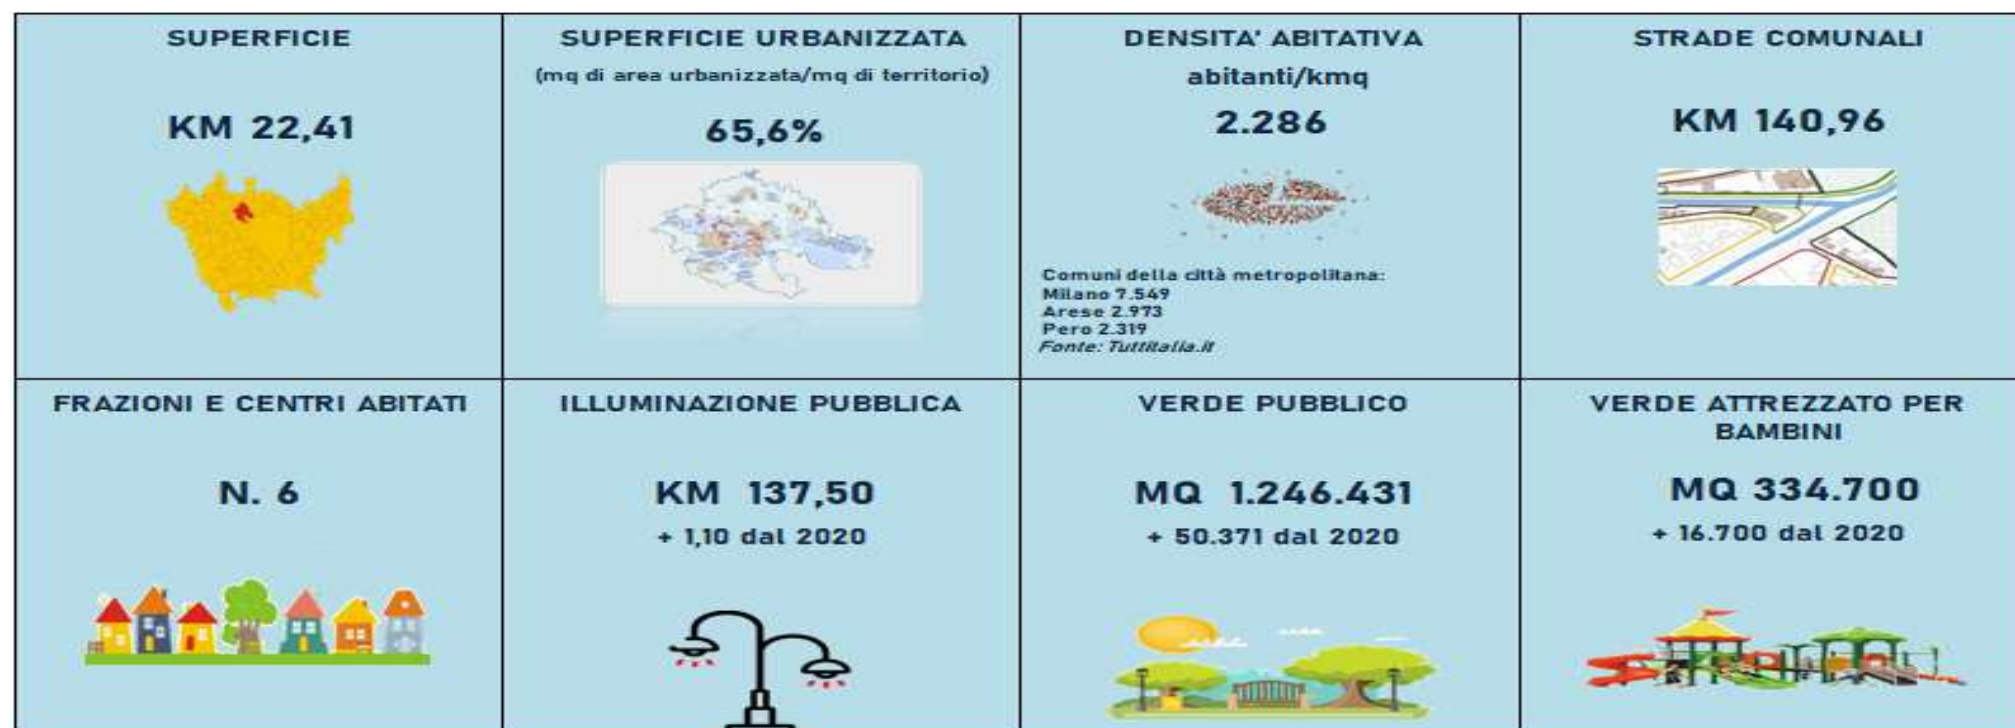 SUPERFICIE
KM 22,41
SUPERFICIE URBANIZZATA
(mq di area urbanizzata/mq di territorio)
65,6%
DENSITA' ABITATIVA
abitanti/kmq
2.286
Comuni della città metropolitana:
Milano 7.549
Arese 2.973
Pero 2.319
Fonte: Tuttitalia.it
STRADE COMUNALI
KM 140,96
FRAZIONI E CENTRI ABITATI
N. 6
ILLUMINAZIONE PUBBLICA
KM 137,50
+ 1,10 dal 2020
VERDE PUBBLICO
MQ 1.246.431
+ 50.371 dal 2020
VERDE ATTREZZATO PER
BAMBINI
MQ 334.700
+ 16.700 dal 2020